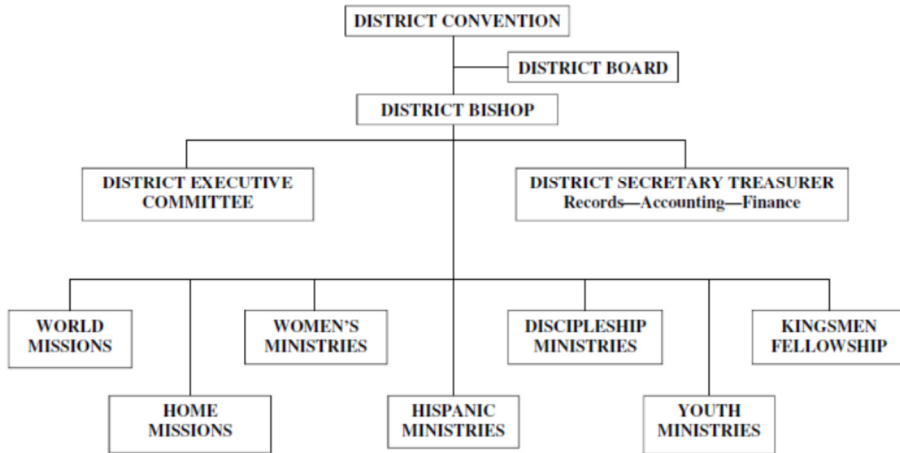 DISTRICT CONVENTION
DISTRICT BOARD
DISTRICT BISHOP
DISTRICT EXECUTIVE
COMMITTEE
DISTRICT SECRETARY TREASURER
Records—Accounting—Finance
WORLD
MISSIONS
WOMEN'S
MINISTRIES
DISCIPLESHIP
MINISTRIES
KINGSMEN
FELLOWSHIP
HOME
MISSIONS
HISPANIC
MINISTRIES
YOUTH
MINISTRIES